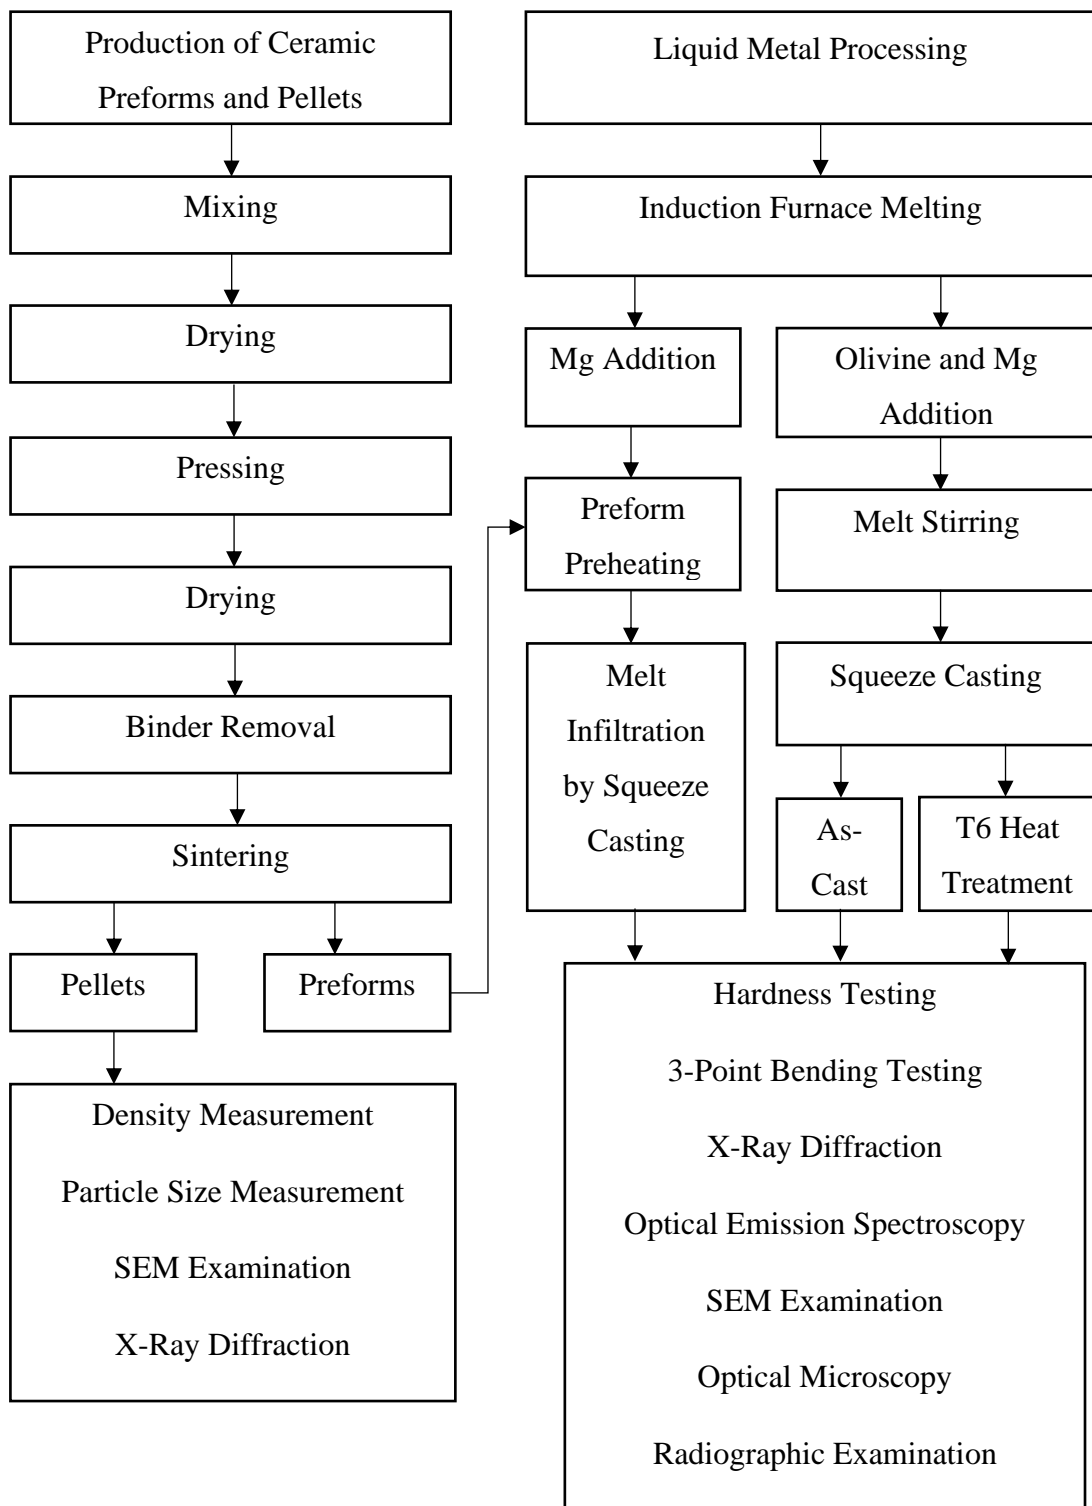 Production of Ceramic
Preforms and Pellets
Mixing
Drying
Pressing
Drying
Binder Removal
Sintering
Pellets
Preforms
Density Measurement
Particle Size Measurement
SEM Examination
X-Ray Diffraction
Liquid Metal Processing
Induction Furnace Melting
Mg Addition
Olivine and Mg
Addition
Preform
Preheating
Melt Stirring
Melt
Infiltration
by Squeeze
Casting
Squeeze Casting
As-
Cast
T6 Heat
Treatment
Hardness Testing
3-Point Bending Testing
X-Ray Diffraction
Optical Emission Spectroscopy
SEM Examination
Optical Microscopy
Radiographic Examination